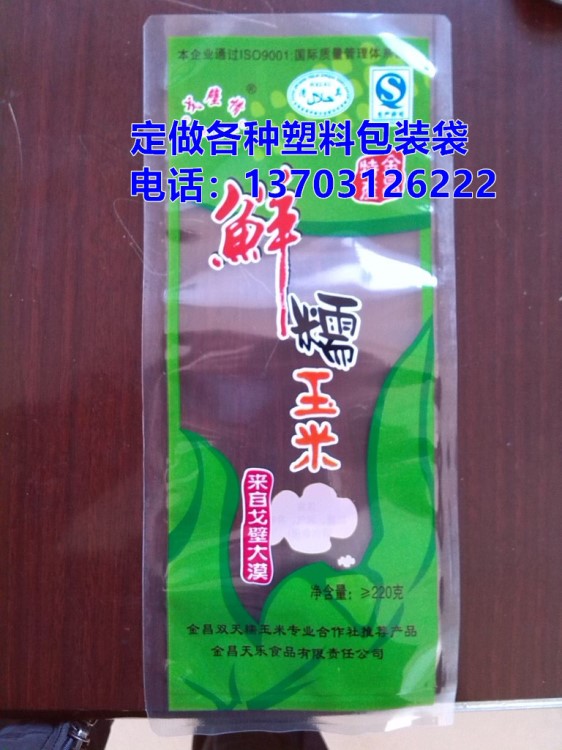 本企业通过ISO9001:国际质量管理体系
®
HALAL
QS
定做各种塑料包装袋
电话：13703126222
鲜
糯
玉
米
来自戈壁大漠
净含量：≥220克
金昌双天糯玉米专业合作社推荐产品
金昌天乐食品有限责任公司